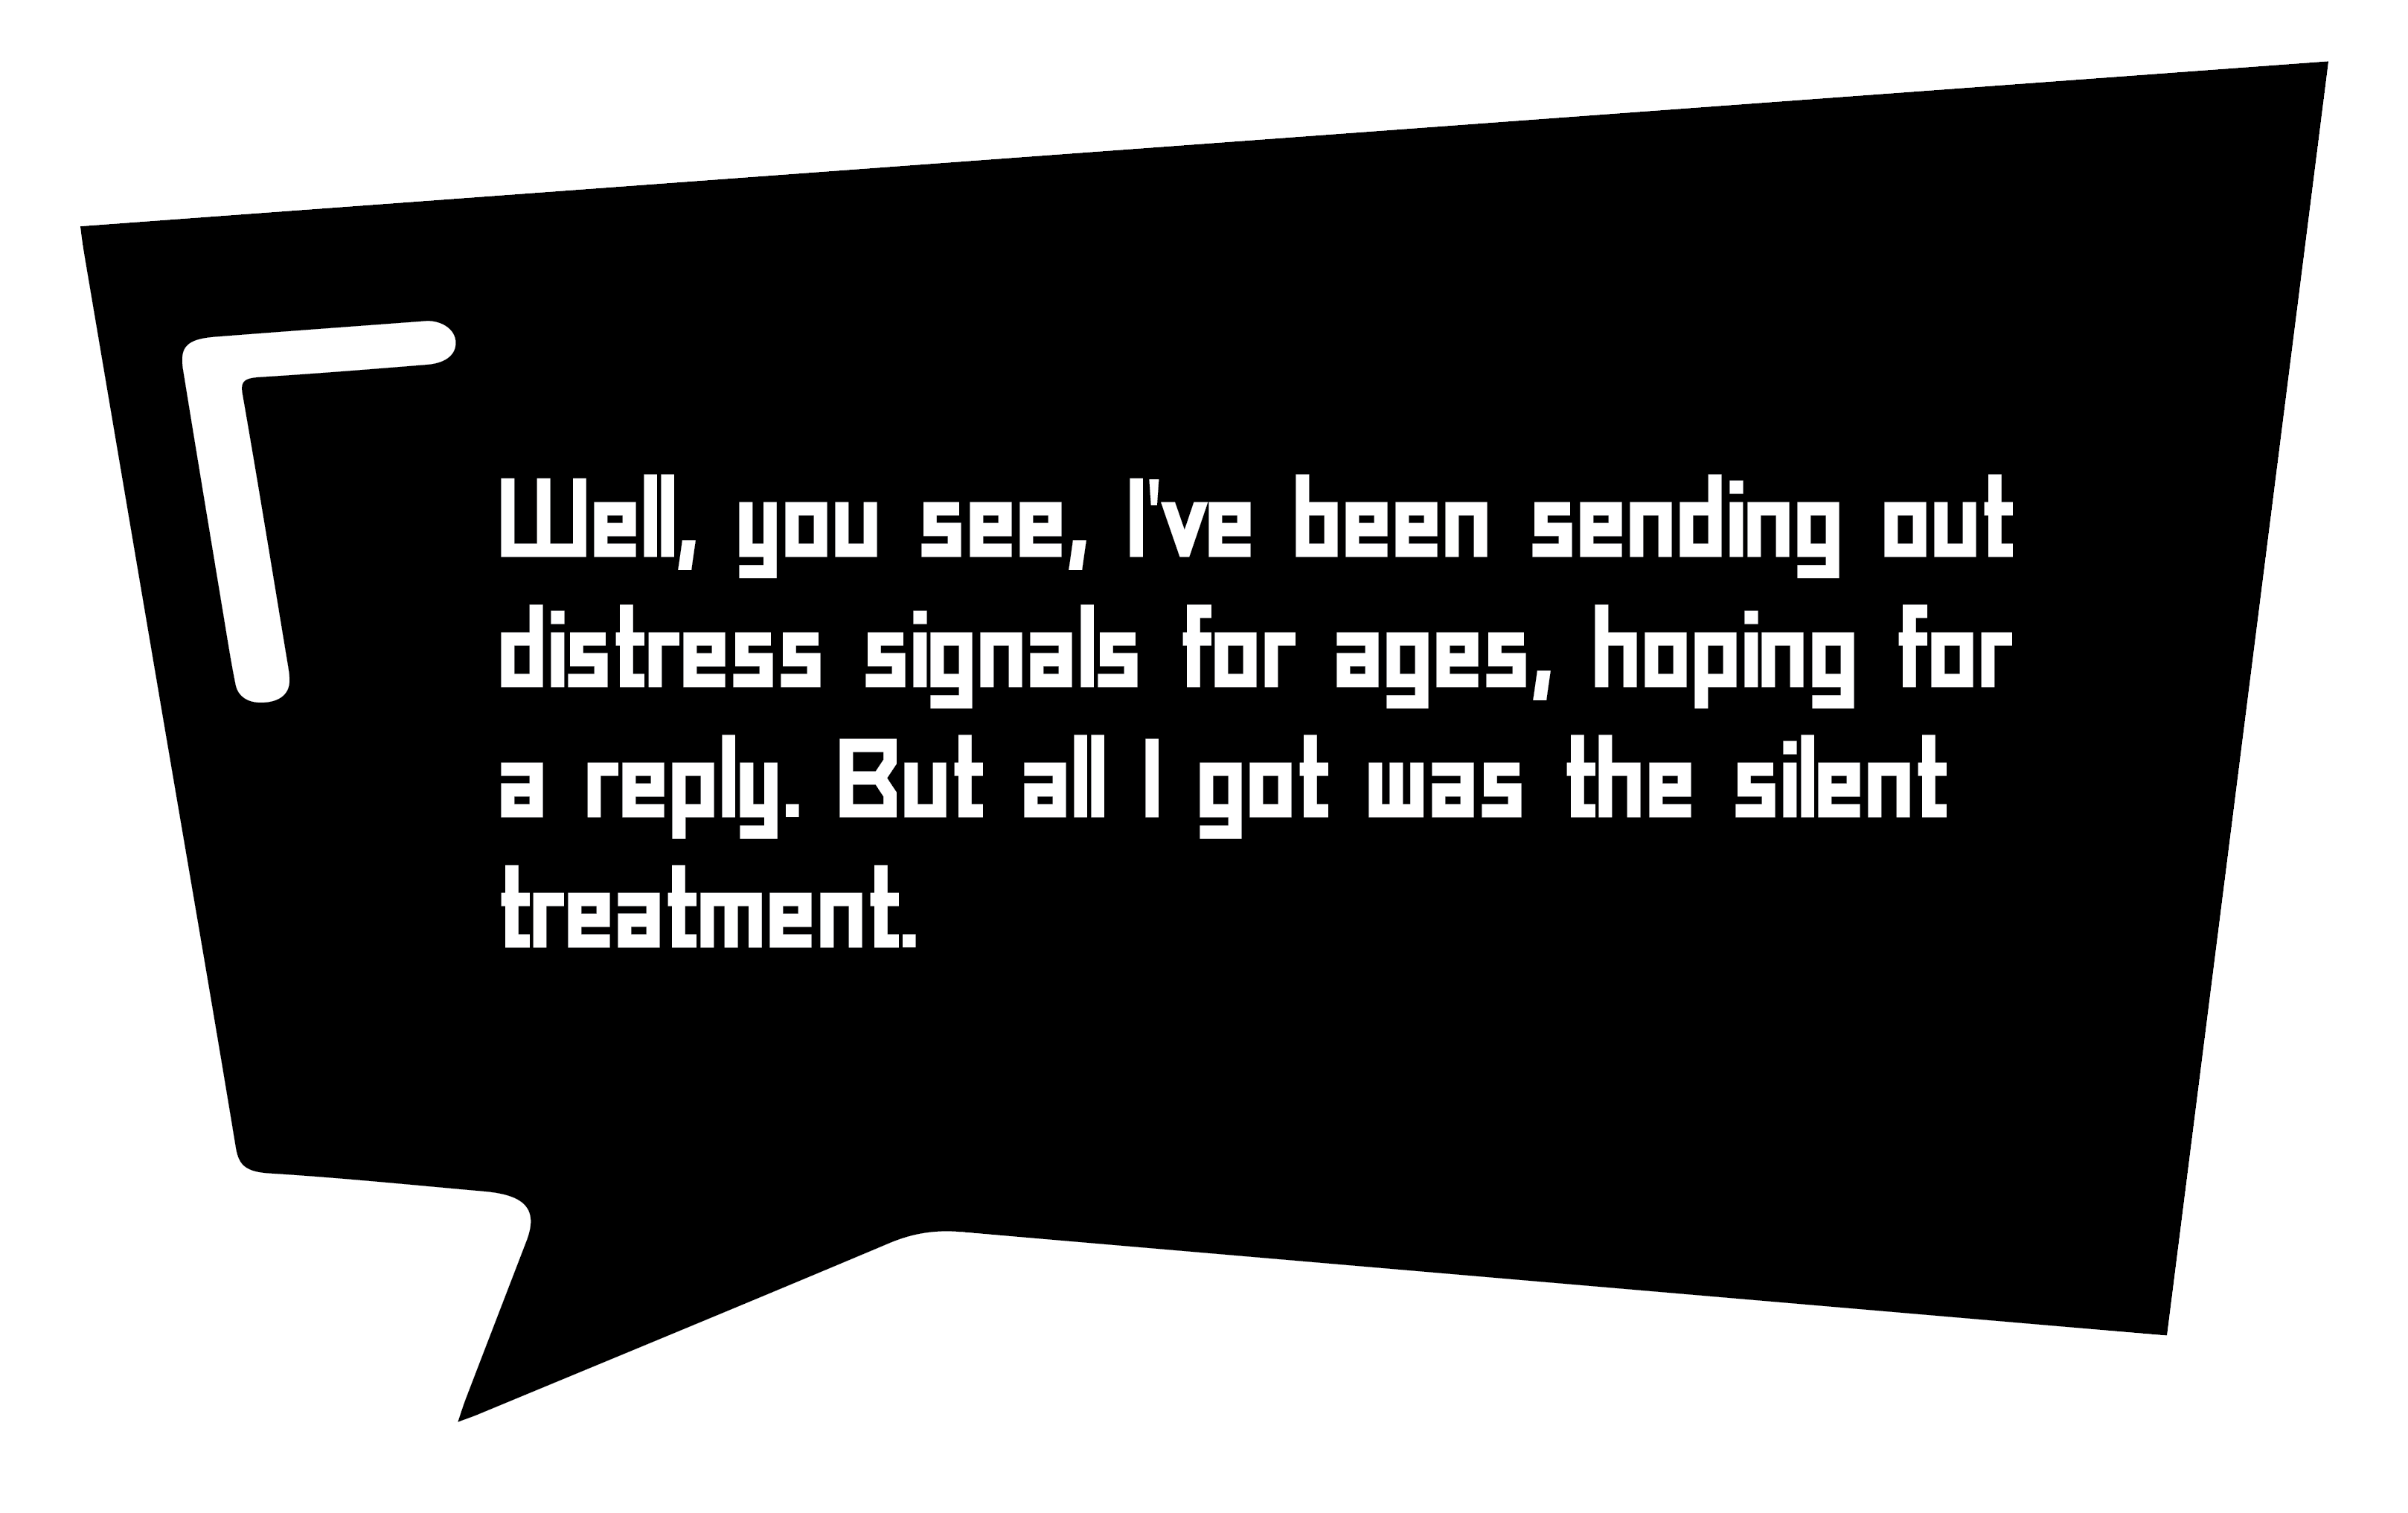 Well, you see, I've been sending out
distress signals for ages, hoping for
a reply. But all I got was the silent
treatment.